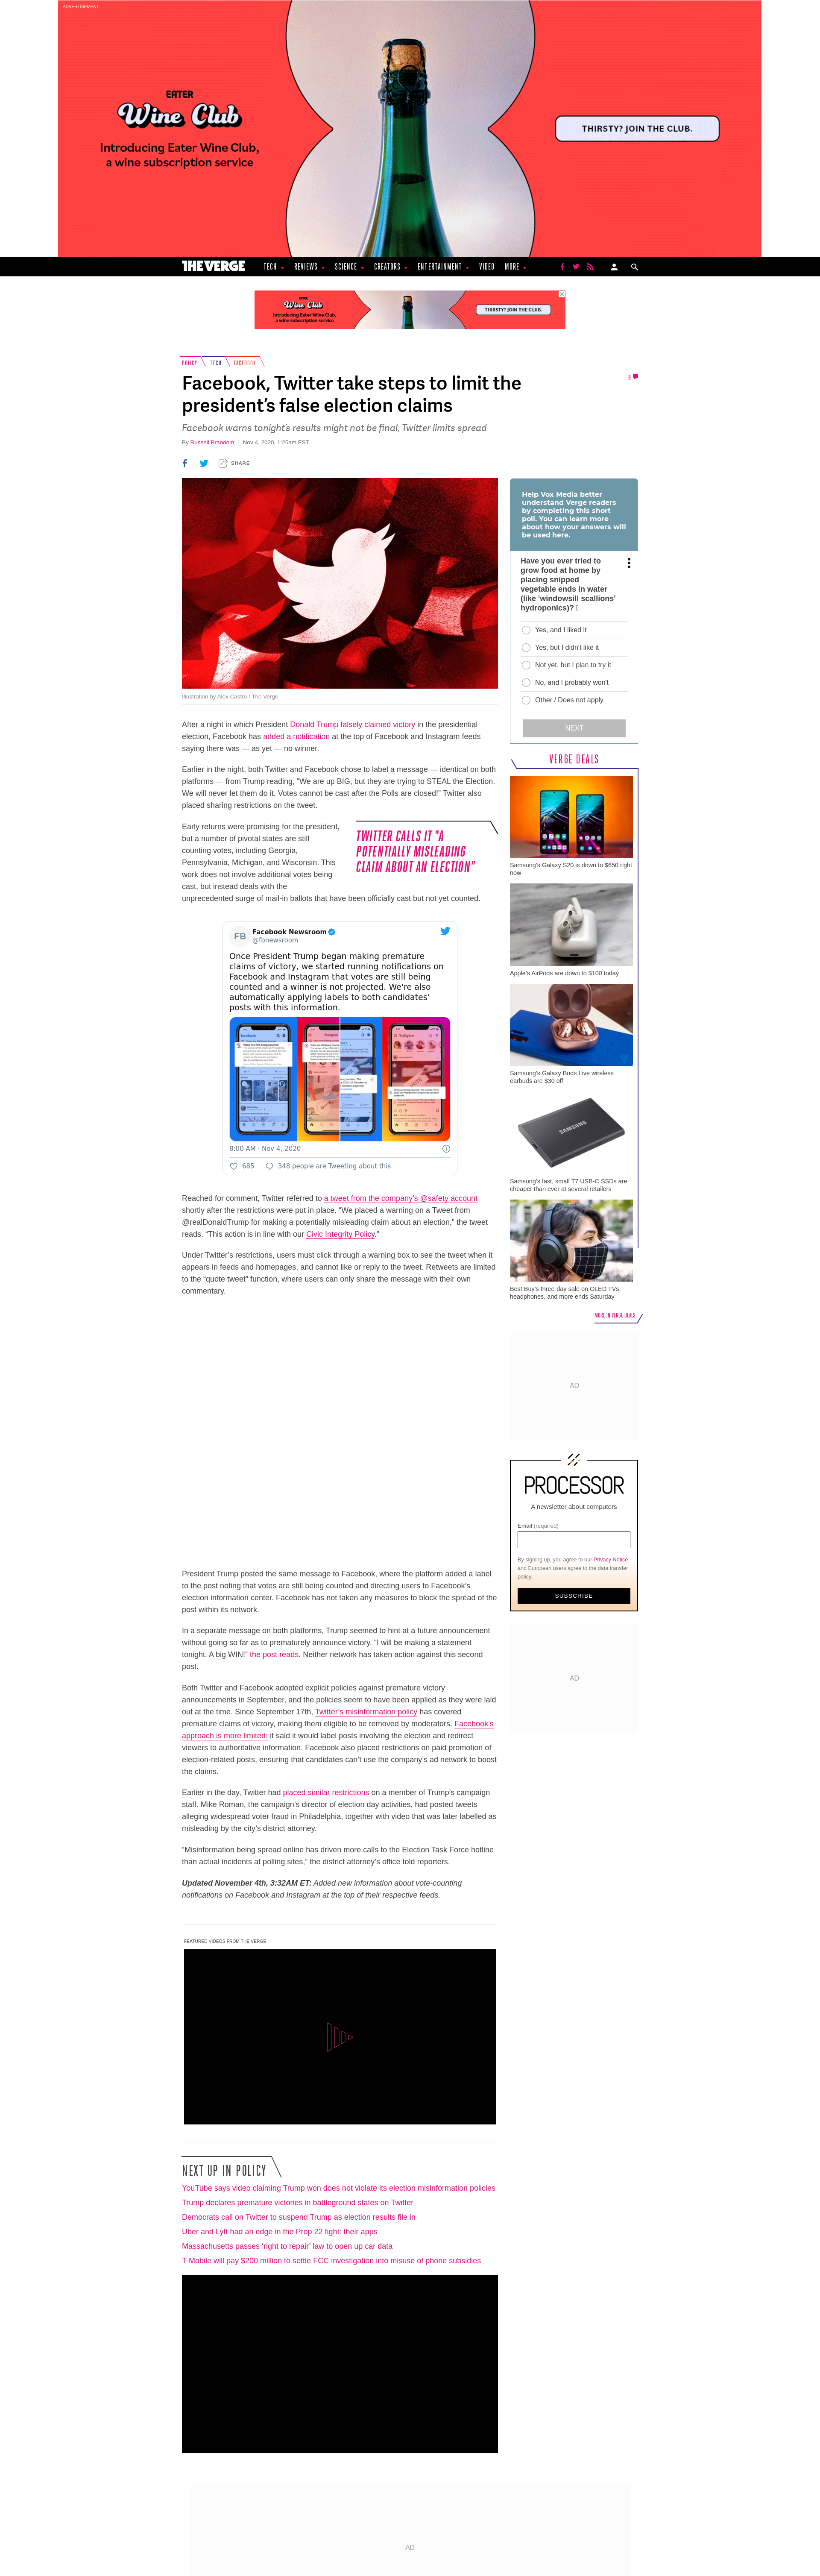 ADVERTISEMENT
EATER
Wine Club
Introducing Eater Wine Club,
a wine subscription service
THIRSTY? JOIN THE CLUB.
THE VERGE
TECH
REVIEWS
SCIENCE
CREATORS
ENTERTAINMENT
VIDEO
MORE
EATER
Wine Club
Introducing Eater Wine Club,
a wine subscription service
THIRSTY? JOIN THE CLUB.
POLICY
TECH
FACEBOOK
Facebook, Twitter take steps to limit the
president’s false election claims
9
Facebook warns tonight’s results might not be final, Twitter limits spread
By Russell Brandom | Nov 4, 2020, 1:25am EST
SHARE
Illustration by Alex Castro / The Verge
After a night in which President Donald Trump falsely claimed victory in the presidential
election, Facebook has added a notification at the top of Facebook and Instagram feeds
saying there was — as yet — no winner.
Earlier in the night, both Twitter and Facebook chose to label a message — identical on both
platforms — from Trump reading, “We are up BIG, but they are trying to STEAL the Election.
We will never let them do it. Votes cannot be cast after the Polls are closed!” Twitter also
placed sharing restrictions on the tweet.
Early returns were promising for the president,
but a number of pivotal states are still
counting votes, including Georgia,
Pennsylvania, Michigan, and Wisconsin. This
work does not involve additional votes being
cast, but instead deals with the
unprecedented surge of mail-in ballots that have been officially cast but not yet counted.
TWITTER CALLS IT "A
POTENTIALLY MISLEADING
CLAIM ABOUT AN ELECTION"
FB
Facebook Newsroom
@fbnewsroom
Once President Trump began making premature
claims of victory, we started running notifications on
Facebook and Instagram that votes are still being
counted and a winner is not projected. We're also
automatically applying labels to both candidates’
posts with this information.
8:00 AM · Nov 4, 2020
685
348 people are Tweeting about this
Reached for comment, Twitter referred to a tweet from the company’s @safety account
shortly after the restrictions were put in place. “We placed a warning on a Tweet from
@realDonaldTrump for making a potentially misleading claim about an election,” the tweet
reads. “This action is in line with our Civic Integrity Policy.”
Under Twitter’s restrictions, users must click through a warning box to see the tweet when it
appears in feeds and homepages, and cannot like or reply to the tweet. Retweets are limited
to the “quote tweet” function, where users can only share the message with their own
commentary.
President Trump posted the same message to Facebook, where the platform added a label
to the post noting that votes are still being counted and directing users to Facebook’s
election information center. Facebook has not taken any measures to block the spread of the
post within its network.
In a separate message on both platforms, Trump seemed to hint at a future announcement
without going so far as to prematurely announce victory. “I will be making a statement
tonight. A big WIN!” the post reads. Neither network has taken action against this second
post.
Both Twitter and Facebook adopted explicit policies against premature victory
announcements in September, and the policies seem to have been applied as they were laid
out at the time. Since September 17th, Twitter’s misinformation policy has covered
premature claims of victory, making them eligible to be removed by moderators. Facebook’s
approach is more limited: it said it would label posts involving the election and redirect
viewers to authoritative information. Facebook also placed restrictions on paid promotion of
election-related posts, ensuring that candidates can’t use the company’s ad network to boost
the claims.
Earlier in the day, Twitter had placed similar restrictions on a member of Trump’s campaign
staff. Mike Roman, the campaign’s director of election day activities, had posted tweets
alleging widespread voter fraud in Philadelphia, together with video that was later labelled as
misleading by the city’s district attorney.
“Misinformation being spread online has driven more calls to the Election Task Force hotline
than actual incidents at polling sites,” the district attorney’s office told reporters.
Updated November 4th, 3:32AM ET: Added new information about vote-counting
notifications on Facebook and Instagram at the top of their respective feeds.
FEATURED VIDEOS FROM THE VERGE
NEXT UP IN POLICY
YouTube says video claiming Trump won does not violate its election misinformation policies
Trump declares premature victories in battleground states on Twitter
Democrats call on Twitter to suspend Trump as election results file in
Uber and Lyft had an edge in the Prop 22 fight: their apps
Massachusetts passes ‘right to repair’ law to open up car data
T-Mobile will pay $200 million to settle FCC investigation into misuse of phone subsidies
Help Vox Media better
understand Verge readers
by completing this short
poll. You can learn more
about how your answers will
be used here.
Have you ever tried to
grow food at home by
placing snipped
vegetable ends in water
(like 'windowsill scallions'
hydroponics)?
Yes, and I liked it
Yes, but I didn't like it
Not yet, but I plan to try it
No, and I probably won't
Other / Does not apply
NEXT
VERGE DEALS
Samsung’s Galaxy S20 is down to $650 right
now
Apple’s AirPods are down to $100 today
Samsung’s Galaxy Buds Live wireless
earbuds are $30 off
SAMSUNG
Samsung’s fast, small T7 USB-C SSDs are
cheaper than ever at several retailers
Best Buy’s three-day sale on OLED TVs,
headphones, and more ends Saturday
MORE IN VERGE DEALS
AD
PROCESSOR
A newsletter about computers
Email (required)
By signing up, you agree to our Privacy Notice
and European users agree to the data transfer
policy.
SUBSCRIBE
AD
AD